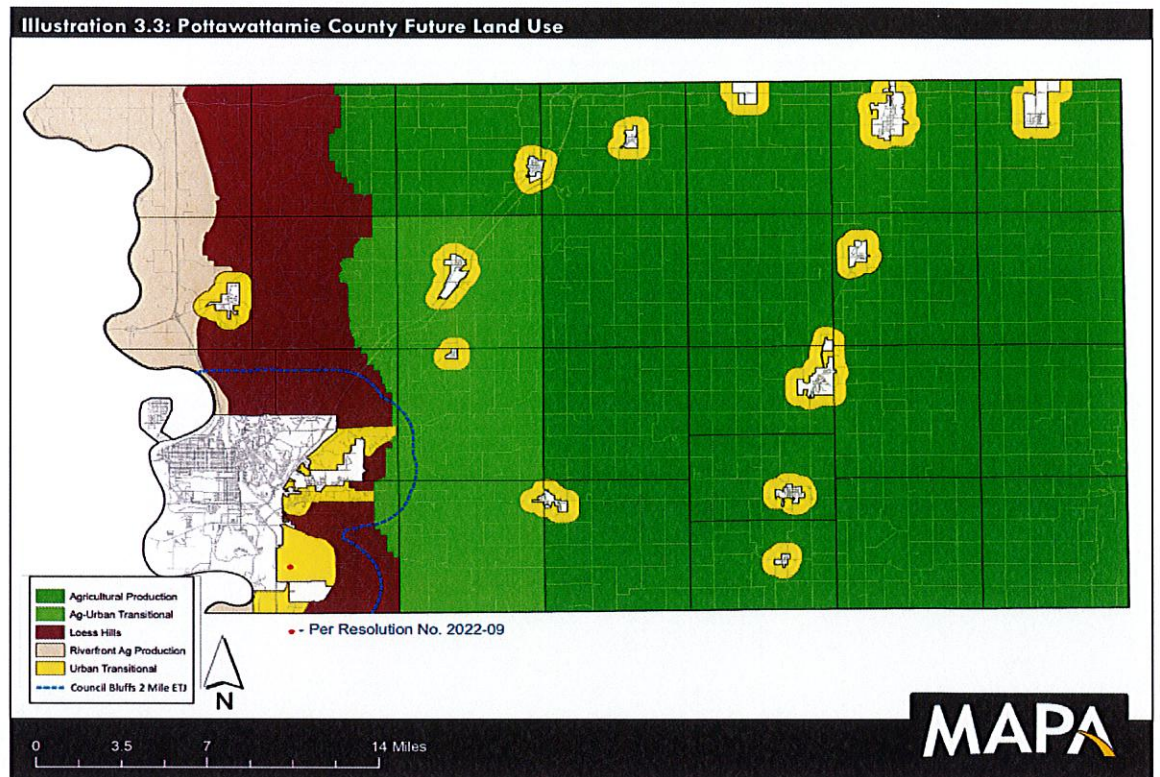 Illustration 3.3: Pottawattamie County Future Land Use
Agricultural Production
Ag-Urban Transitional
Loess Hills
Riverfront Ag Production
Urban Transitional
Council Bluffs 2 Mile ETJ
N
• - Per Resolution No. 2022-09
0 3.5 7 14 Miles
MAPA